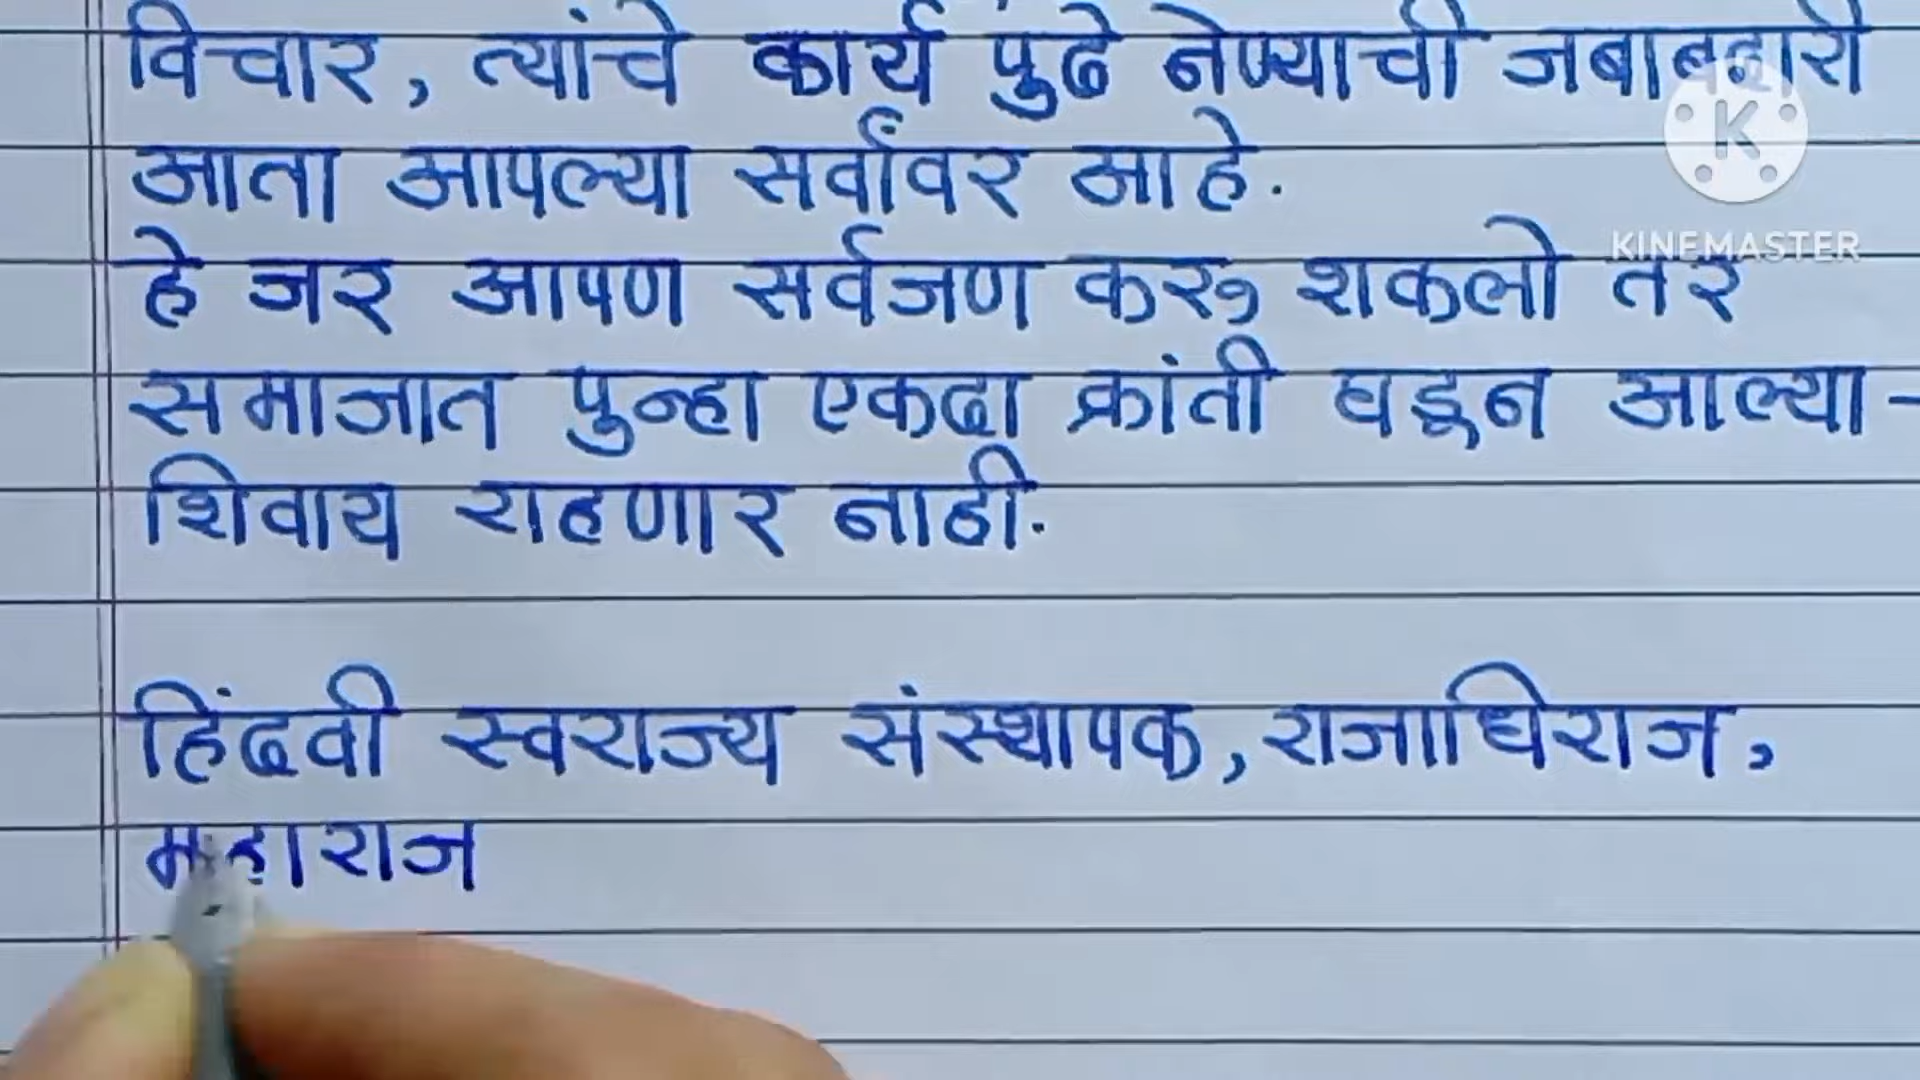 विचार, त्यांचे कार्य पुढे नेण्याची जबाबदारी
आता आपल्या सर्वांवर आहे.
हे जर आपण सर्वजण करु शकलो तर
समाजात पुन्हा एकदा क्रांती घडून आल्या-
शिवाय राहणार नाही.
हिंदवी स्वराज्य संस्थापक, राजाधिराज,
महाराज
K
KINEMASTER